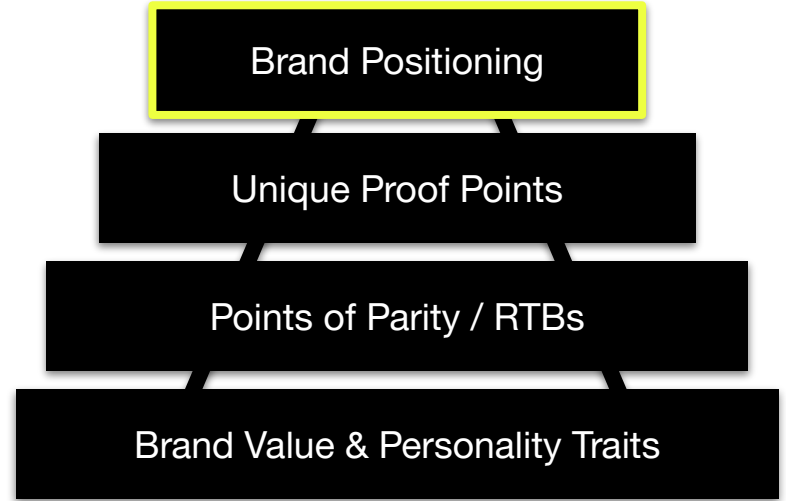 Brand Positioning
Unique Proof Points
Points of Parity / RTBs
Brand Value & Personality Traits